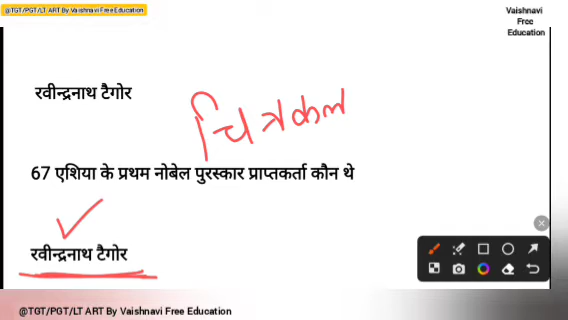 @TGT/PGT/LT ART By Vaishnavi Free Education
Vaishnavi
Free
Education
रवीन्द्रनाथ टैगोर
चित्रकल
67 एशिया के प्रथम नोबेल पुरस्कार प्राप्तकर्ता कौन थे
रवीन्द्रनाथ टैगोर
@TGT/PGT/LT ART By Vaishnavi Free Education